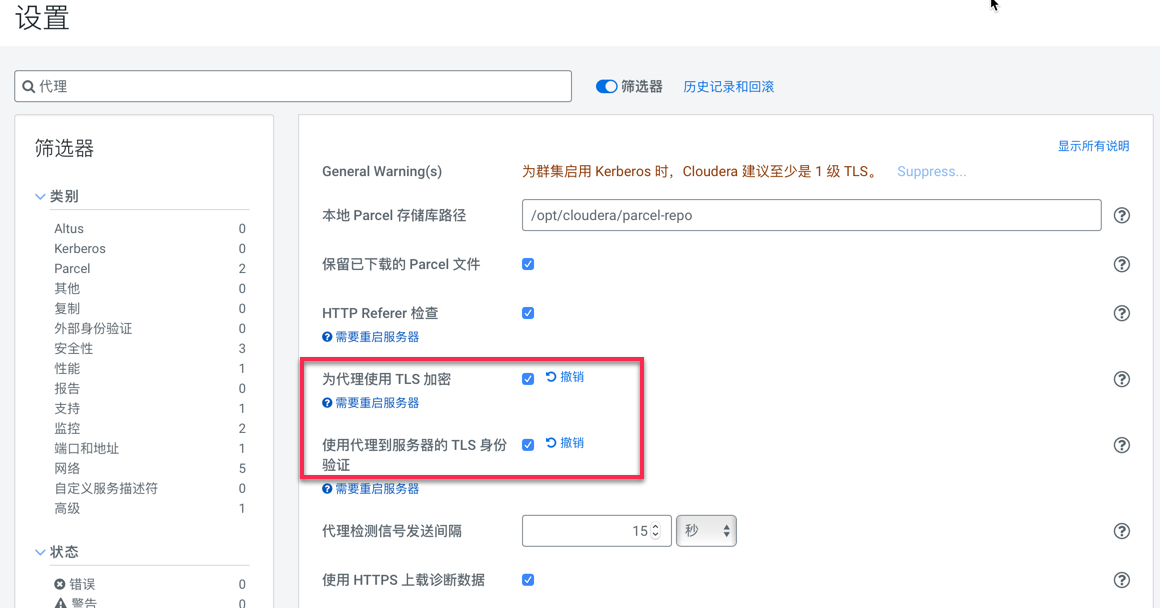 设置
代理
筛选器
历史记录和回滚
筛选器
类别
Altus 0
Kerberos 0
Parcel 2
其他 0
复制 0
外部身份验证 0
安全性 3
性能 1
报告 0
支持 1
监控 2
端口和地址 1
网络 5
自定义服务描述符 0
高级 1
状态
错误 0
警告 0
显示所有说明
General Warning(s) 为群集启用 Kerberos 时，Cloudera 建议至少是 1 级 TLS。 Suppress...
本地 Parcel 存储库路径 /opt/cloudera/parcel-repo
保留已下载的 Parcel 文件
HTTP Referer 检查
需要重启服务器
为代理使用 TLS 加密 撤销
需要重启服务器
使用代理到服务器的 TLS 身份 撤销
验证
需要重启服务器
代理检测信号发送间隔 15 秒
使用 HTTPS 上载诊断数据